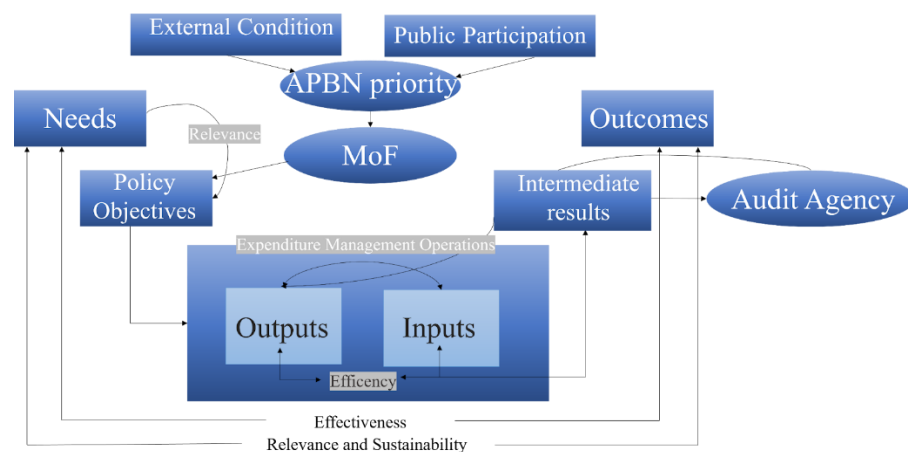 External Condition
Public Participation
APBN priority
Needs
Outcomes
Relevance
MoF
Policy
Objectives
Intermediate
results
Audit Agency
Expenditure Management Operations
Outputs
Inputs
Efficency
Effectiveness
Relevance and Sustainability